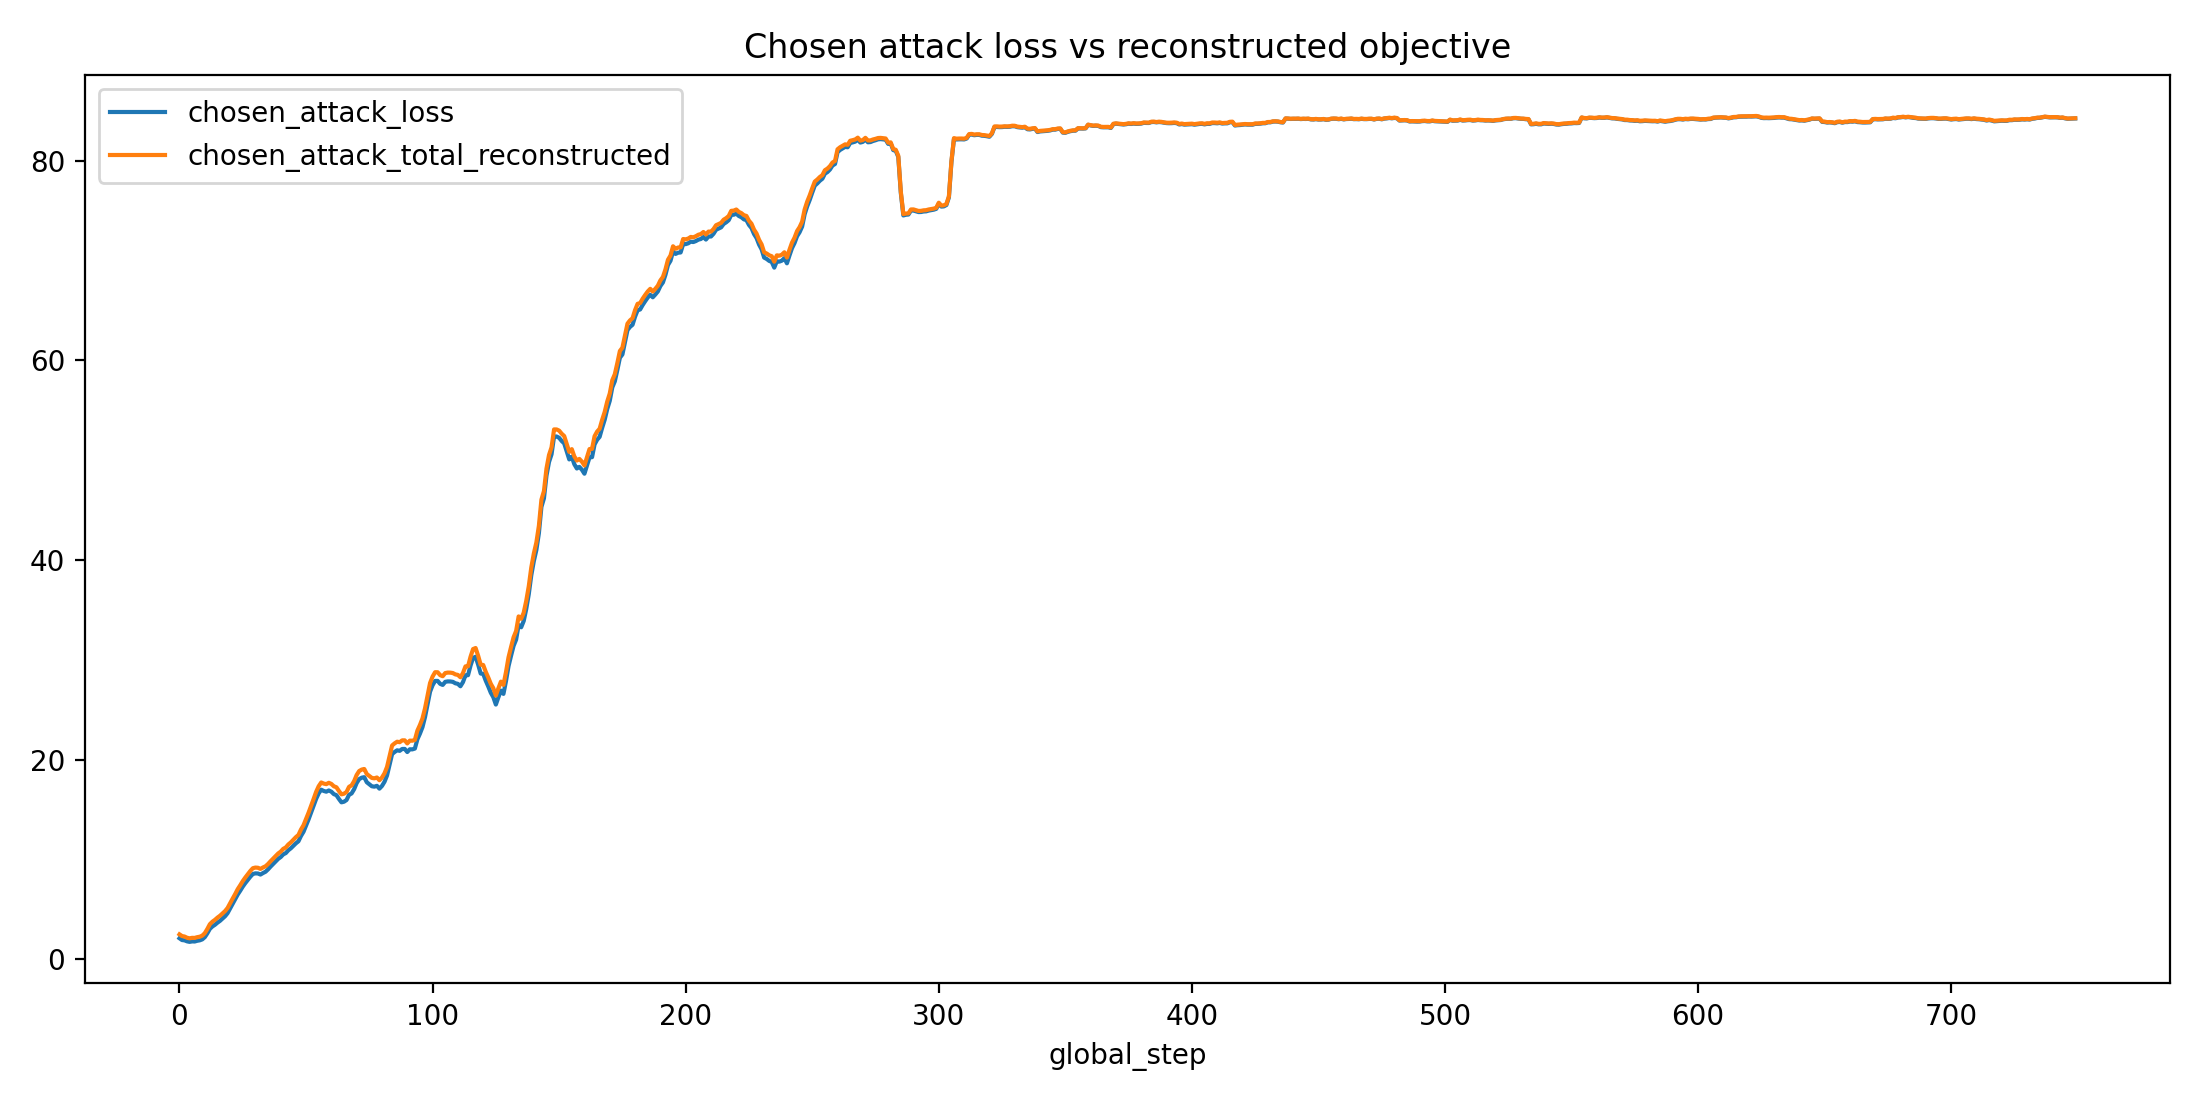 Chosen attack loss vs reconstructed objective
chosen_attack_loss
chosen_attack_total_reconstructed
80
60
40
20
0
0 100 200 300 400 500 600 700
global_step